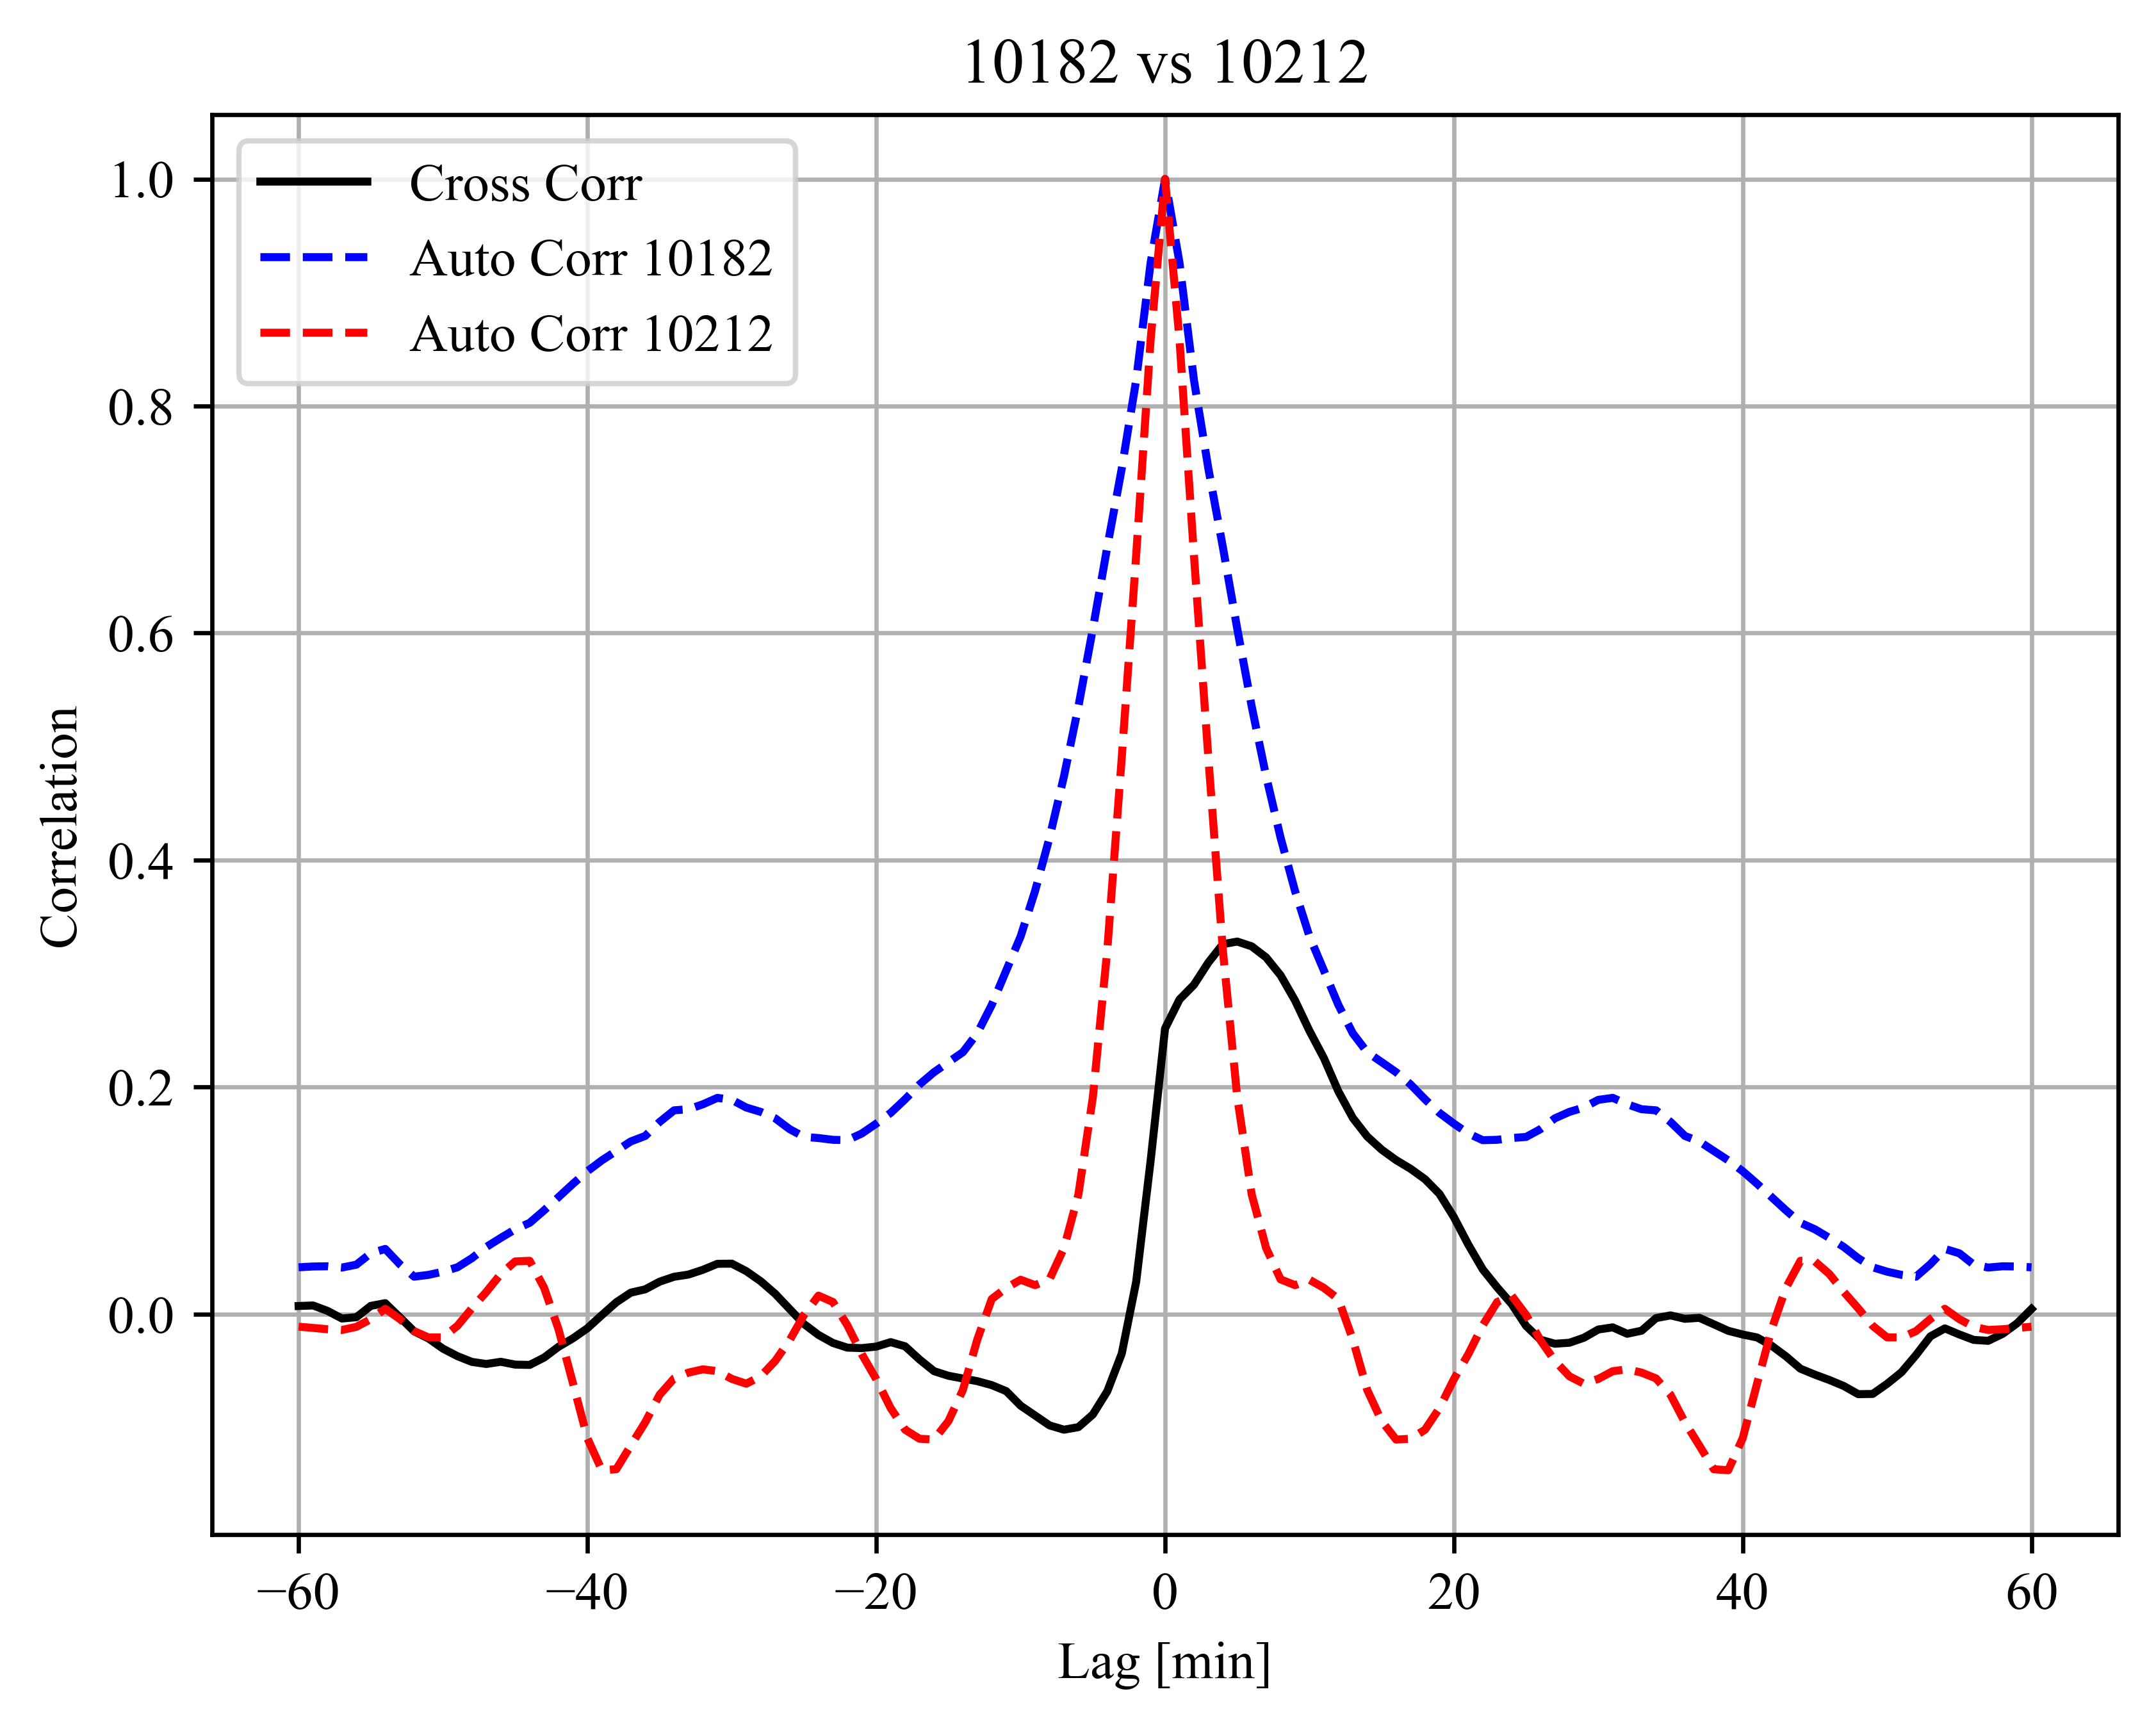 10182 vs 10212
Cross Corr
Auto Corr 10182
Auto Corr 10212
1.0
0.8
0.6
0.4
0.2
0.0
Correlation
−60 −40 −20 0 20 40 60
Lag [min]